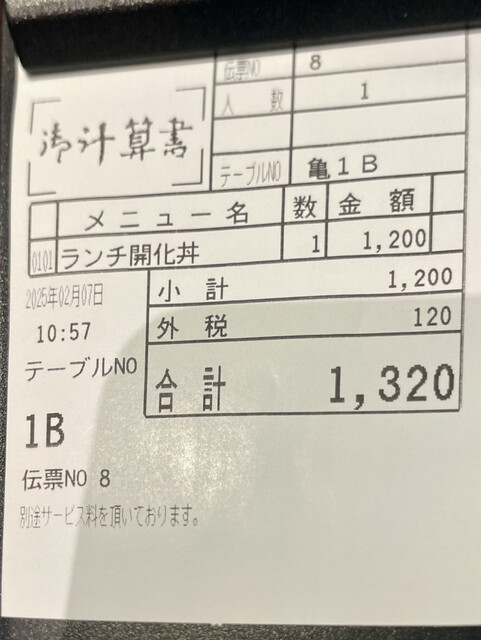 伝票NO 8
人 数 1
御計算書
テーブルNO 亀1B
メニュー名 数 金 額
0101 ランチ開化丼 1 1,200
2025年02月07日 小 計 1,200
10:57 外 税 120
テーブルNO 合 計 1,320
1B
伝票NO 8
別途サービス料を頂いております。